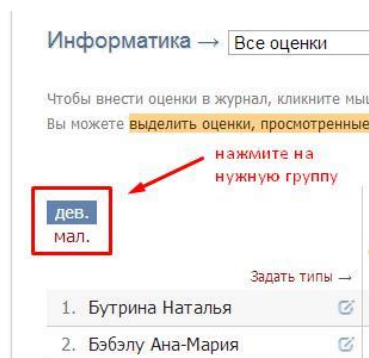 Информатика → Все оценки
Чтобы внести оценки в журнал, кликните
Вы можете выделить оценки, просмотренные
нажмите на
нужную группу
дев.
мал.
Задать типы →
1. Бутрина Наталья
2. Бэбэлу Ана-Мария